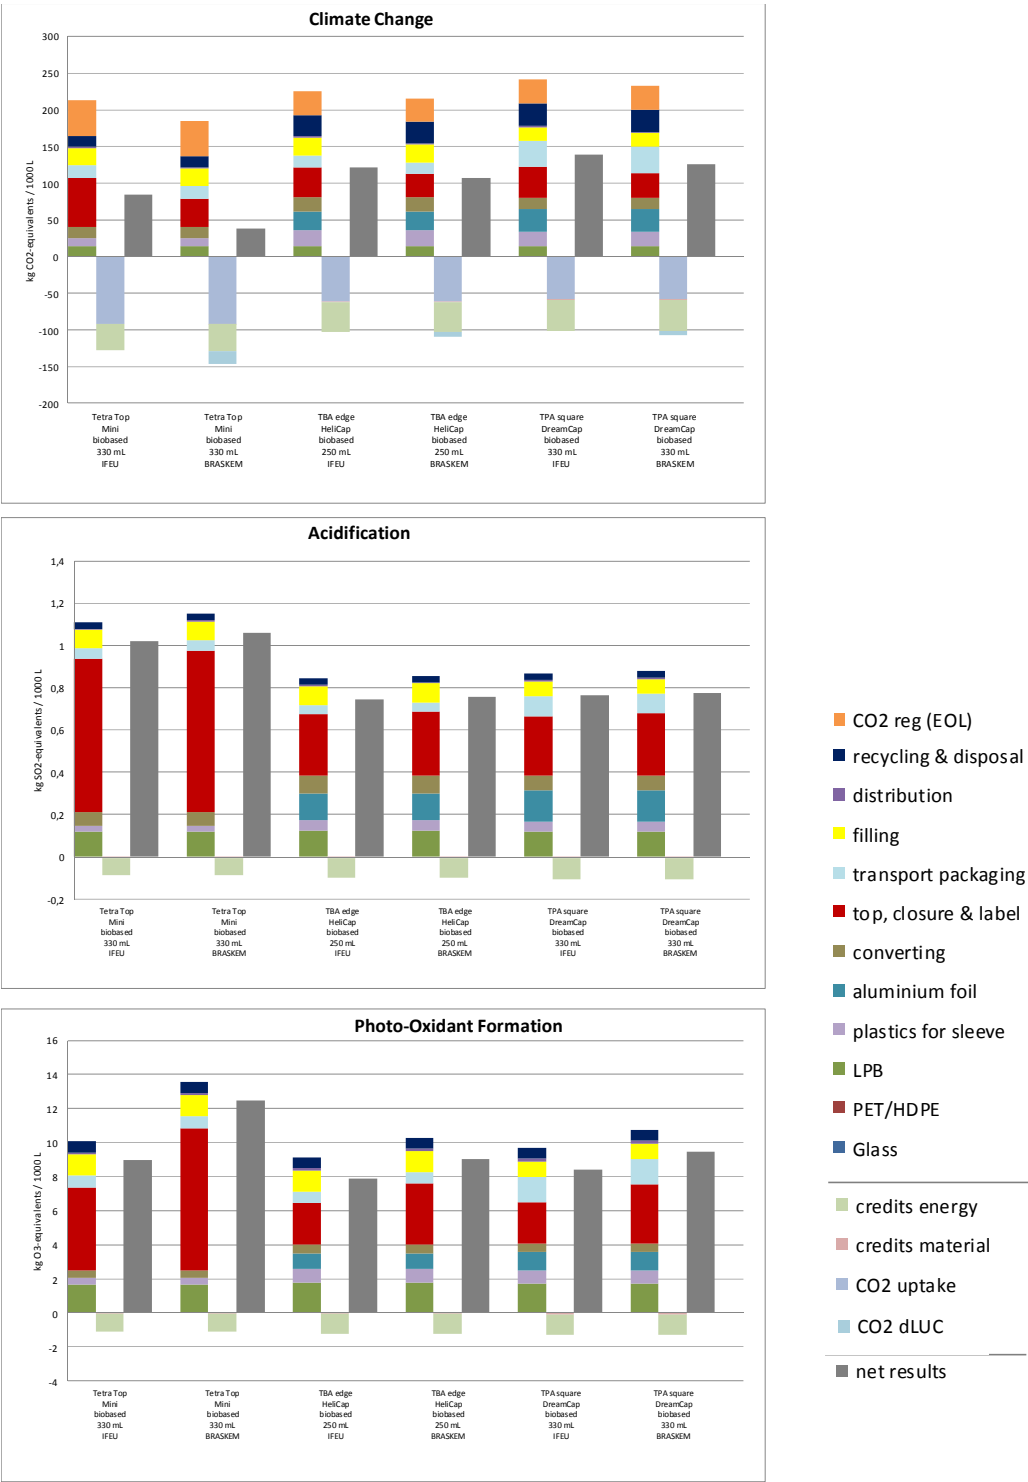 Climate Change
300
250
200
150
100
50
0
-50
-100
-150
-200
kg CO2-equivalents / 1000 L
Tetra Top
Mini
biobased
330 mL
IFEU
Tetra Top
Mini
biobased
330 mL
BRASKEM
TBA edge
HeliCap
biobased
250 mL
IFEU
TBA edge
HeliCap
biobased
250 mL
BRASKEM
TPA square
DreamCap
biobased
330 mL
IFEU
TPA square
DreamCap
biobased
330 mL
BRASKEM
Acidification
1,4
1,2
1
0,8
0,6
0,4
0,2
0
-0,2
kg SO2-equivalents / 1000 L
Tetra Top
Mini
biobased
330 mL
IFEU
Tetra Top
Mini
biobased
330 mL
BRASKEM
TBA edge
HeliCap
biobased
250 mL
IFEU
TBA edge
HeliCap
biobased
250 mL
BRASKEM
TPA square
DreamCap
biobased
330 mL
IFEU
TPA square
DreamCap
biobased
330 mL
BRASKEM
Photo-Oxidant Formation
16
14
12
10
8
6
4
2
0
-2
-4
kg O3-equivalents / 1000 L
Tetra Top
Mini
biobased
330 mL
IFEU
Tetra Top
Mini
biobased
330 mL
BRASKEM
TBA edge
HeliCap
biobased
250 mL
IFEU
TBA edge
HeliCap
biobased
250 mL
BRASKEM
TPA square
DreamCap
biobased
330 mL
IFEU
TPA square
DreamCap
biobased
330 mL
BRASKEM
CO2 reg (EOL)
recycling & disposal
distribution
filling
transport packaging
top, closure & label
converting
aluminium foil
plastics for sleeve
LPB
PET/HDPE
Glass
credits energy
credits material
CO2 uptake
CO2 dLUC
net results